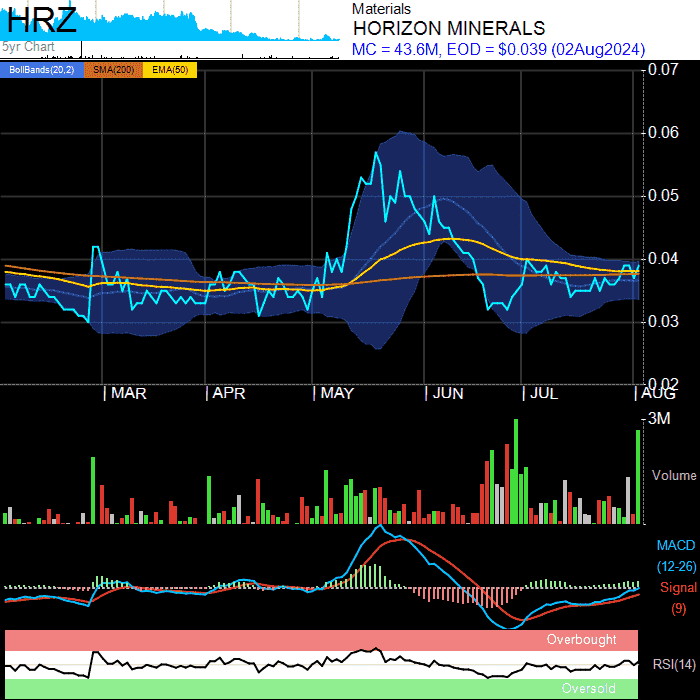 HRZ
5yr Chart
Materials
HORIZON MINERALS
MC = 43.6M, EOD = $0.039 (02Aug2024)
BollBands(20,2) SMA(200) EMA(50)
0.07
0.06
0.05
0.04
0.03
0.02
MAR APR MAY JUN JUL AUG
3M
Volume
MACD
(12-26)
Signal
(9)
Overbought
RSI(14)
Oversold